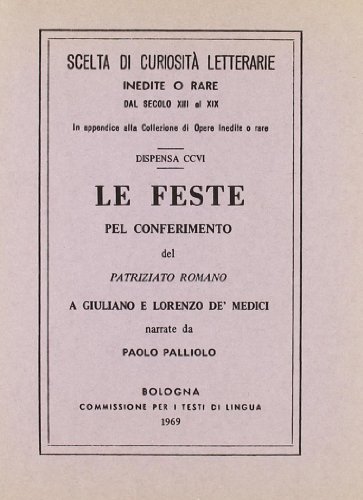 SCELTA DI CURIOSITÀ LETTERARIE
INEDITE O RARE
DAL SECOLO XIII al XIX
In appendice alla Collezione di Opere inedite o rare
DISPENSA CCVI
LE FESTE
PEL CONFERIMENTO
del
PATRIZIATO ROMANO
A GIULIANO E LORENZO DE' MEDICI
narrate da
PAOLO PALLIOLO
BOLOGNA
COMMISSIONE PER I TESTI DI LINGUA
1969